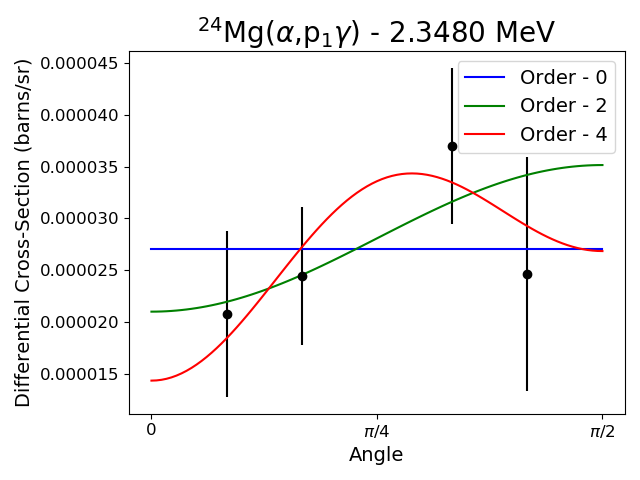 ²⁴Mg(α,p₁γ) - 2.3480 MeV
Differential Cross-Section (barns/sr)
0.000045
0.000040
0.000035
0.000030
0.000025
0.000020
0.000015
Order - 0
Order - 2
Order - 4
0
π/4
π/2
Angle